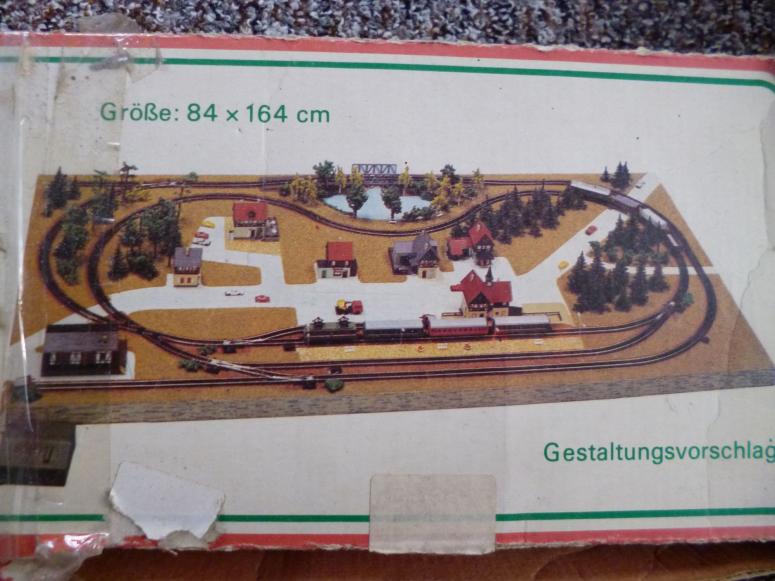 Größe: 84 × 164 cm
Gestaltungsvorschlag